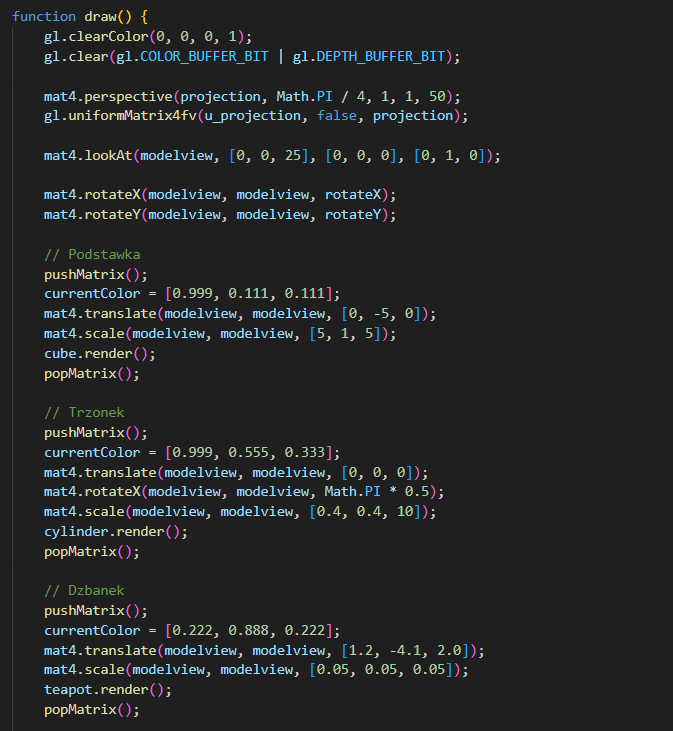 function draw() {
gl.clearColor(0, 0, 0, 1);
gl.clear(gl.COLOR_BUFFER_BIT | gl.DEPTH_BUFFER_BIT);
mat4.perspective(projection, Math.PI / 4, 1, 1, 50);
gl.uniformMatrix4fv(u_projection, false, projection);
mat4.lookAt(modelview, [0, 0, 25], [0, 0, 0], [0, 1, 0]);
mat4.rotateX(modelview, modelview, rotateX);
mat4.rotateY(modelview, modelview, rotateY);
// Podstawka
pushMatrix();
currentColor = [0.999, 0.111, 0.111];
mat4.translate(modelview, modelview, [0, -5, 0]);
mat4.scale(modelview, modelview, [5, 1, 5]);
cube.render();
popMatrix();
// Trzonek
pushMatrix();
currentColor = [0.999, 0.555, 0.333];
mat4.translate(modelview, modelview, [0, 0, 0]);
mat4.rotateX(modelview, modelview, Math.PI * 0.5);
mat4.scale(modelview, modelview, [0.4, 0.4, 10]);
cylinder.render();
popMatrix();
// Dzbanek
pushMatrix();
currentColor = [0.222, 0.888, 0.222];
mat4.translate(modelview, modelview, [1.2, -4.1, 2.0]);
mat4.scale(modelview, modelview, [0.05, 0.05, 0.05]);
teapot.render();
popMatrix();